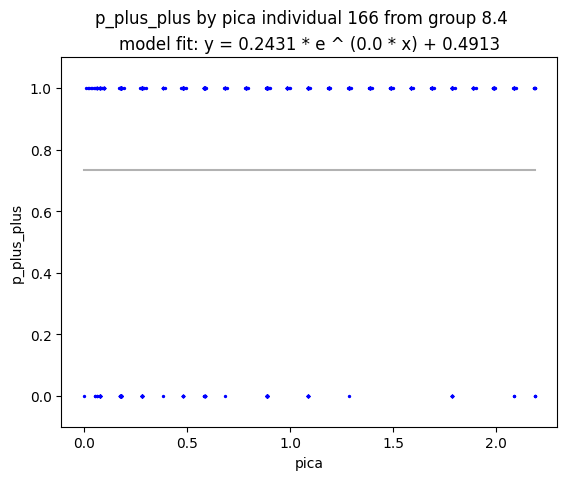 p_plus_plus by pica individual 166 from group 8.4
model fit: y = 0.2431 * e ^ (0.0 * x) + 0.4913
1.0
0.8
0.6
0.4
0.2
0.0
p_plus_plus
0.0 0.5 1.0 1.5 2.0
pica